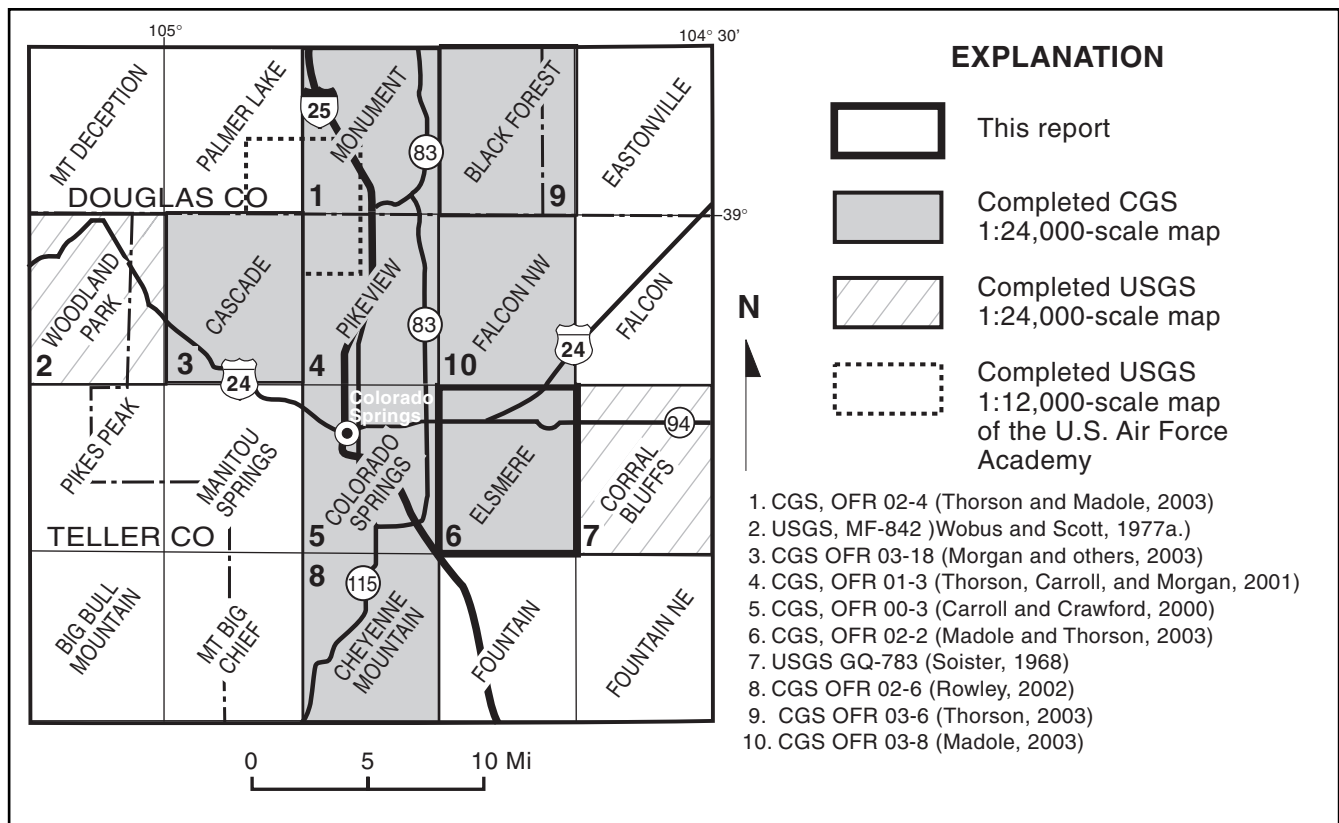 105°
104° 30'
MT DECEPTION
PALMER LAKE
25
MONUMENT
83
BLACK FOREST
EASTONVILLE
DOUGLAS CO
1
9
39°
WOODLAND
PARK
2
CASCADE
3
24
PIKEVIEW
4
83
FALCON NW
10
24
FALCON
PIKES PEAK
MANITOU
SPRINGS
Colorado
Springs
COLORADO
SPRINGS
5
ELSMERE
6
94
CORRAL
BLUFFS
7
TELLER CO
BIG BULL
MOUNTAIN
MT BIG
CHIEF
8
115
CHEYENNE
MOUNTAIN
FOUNTAIN
FOUNTAIN NE
0 5 10 Mi
N
EXPLANATION
This report
Completed CGS
1:24,000-scale map
Completed USGS
1:24,000-scale map
Completed USGS
1:12,000-scale map
of the U.S. Air Force
Academy
1. CGS, OFR 02-4 (Thorson and Madole, 2003)
2. USGS, MF-842 )Wobus and Scott, 1977a.)
3. CGS OFR 03-18 (Morgan and others, 2003)
4. CGS, OFR 01-3 (Thorson, Carroll, and Morgan, 2001)
5. CGS, OFR 00-3 (Carroll and Crawford, 2000)
6. CGS, OFR 02-2 (Madole and Thorson, 2003)
7. USGS GQ-783 (Soister, 1968)
8. CGS OFR 02-6 (Rowley, 2002)
9. CGS OFR 03-6 (Thorson, 2003)
10. CGS OFR 03-8 (Madole, 2003)